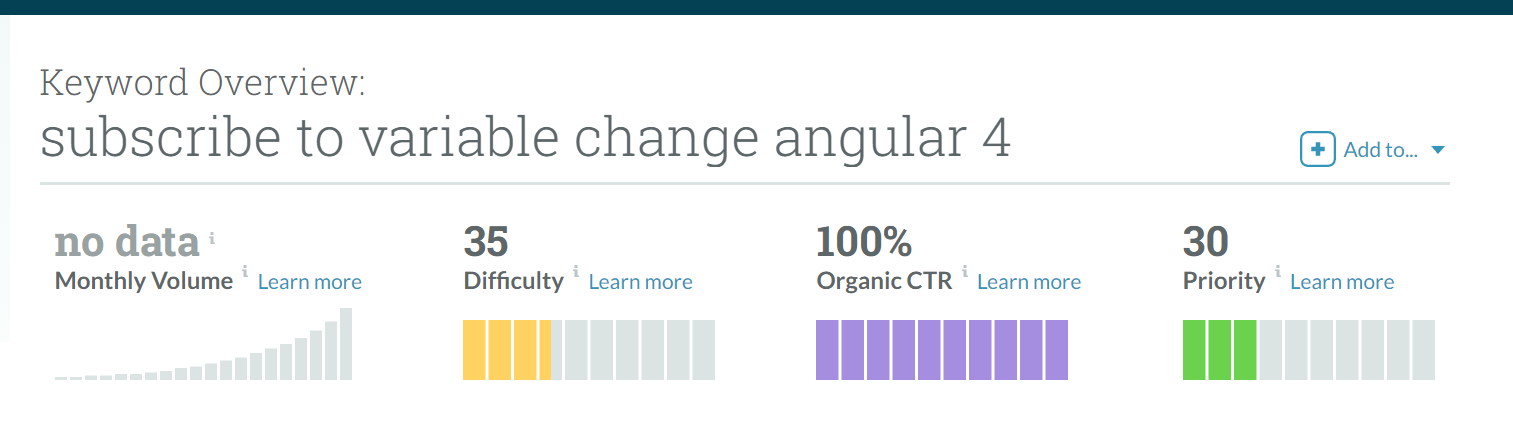 Keyword Overview:
subscribe to variable change angular 4
Add to...
no data i
Monthly Volume i Learn more
35
Difficulty i Learn more
100%
Organic CTR i Learn more
30
Priority i Learn more